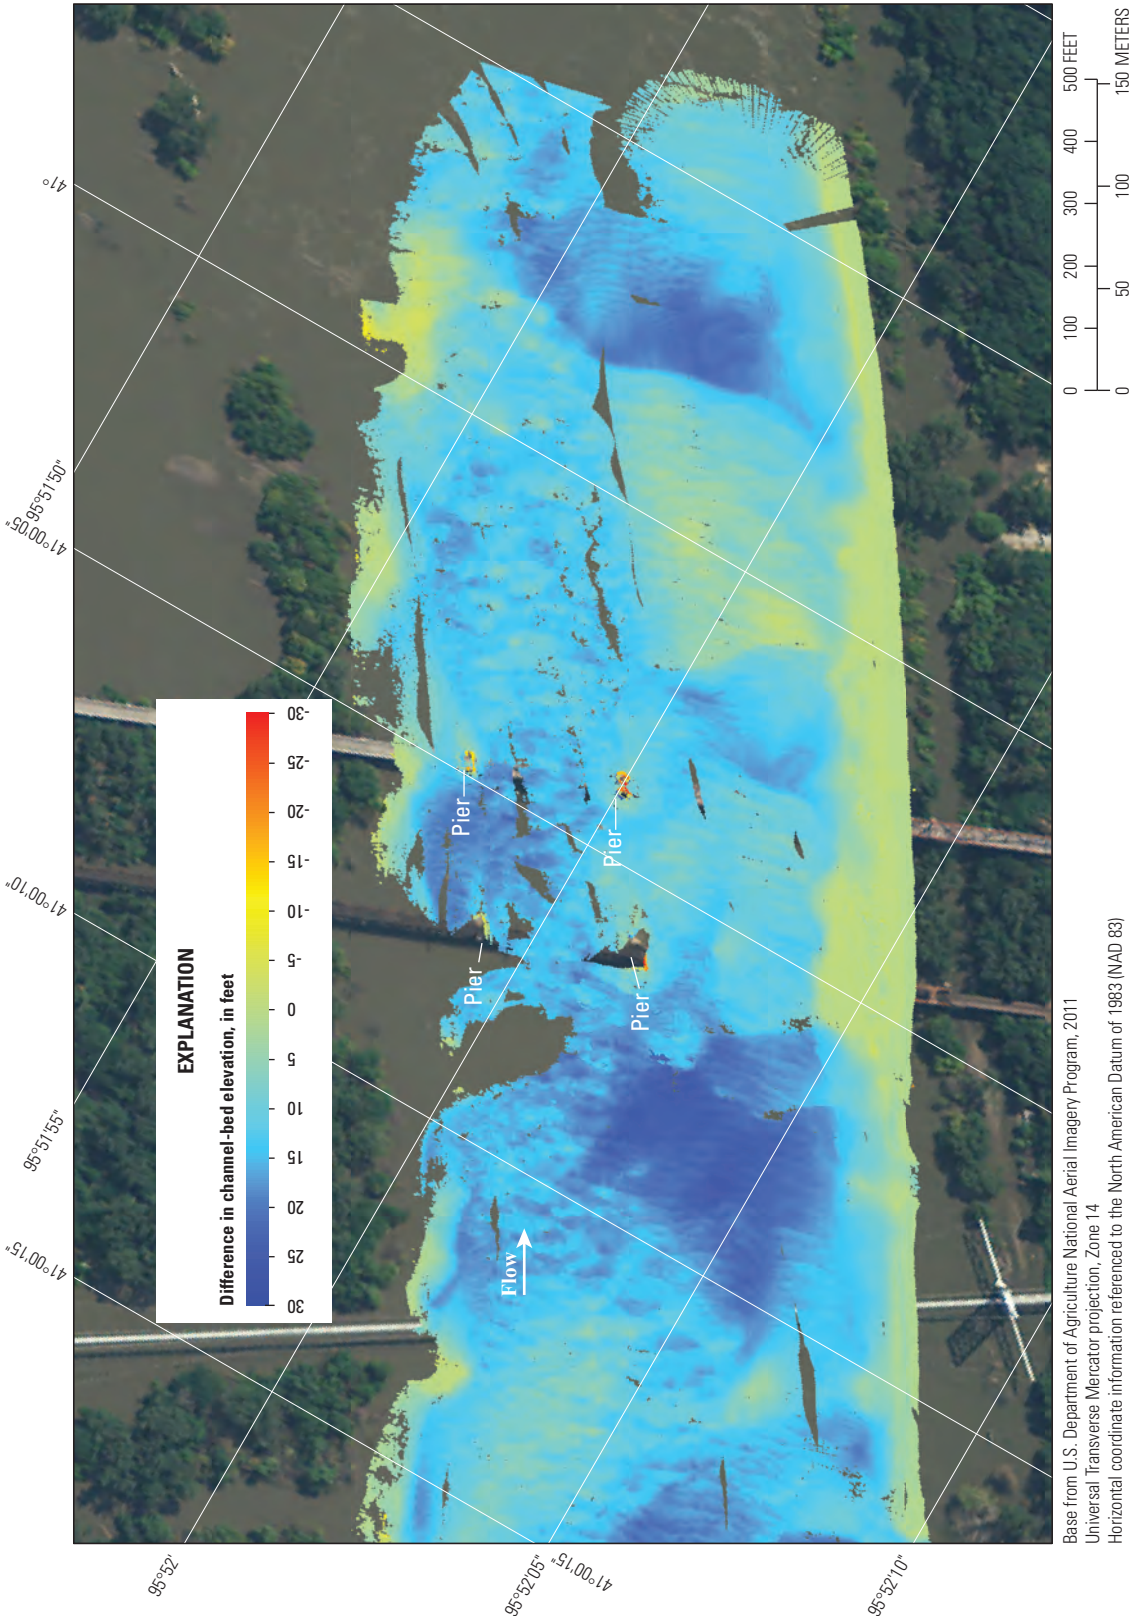 EXPLANATION
Difference in channel-bed elevation, in feet
30 25 20 15 10 5 0 -5 -10 -15 -20 -25 -30
95°52'
95°51'55"
95°51'50"
41°00'15"
41°00'10"
41°00'05"
41°
95°52'05"
41°00'15"
95°52'10"
Flow
Pier
Pier
Pier
Pier
Base from U.S. Department of Agriculture National Aerial Imagery Program, 2011
Universal Transverse Mercator projection, Zone 14
Horizontal coordinate information referenced to the North American Datum of 1983 (NAD 83)
0 100 200 300 400 500 FEET
0 50 100 150 METERS